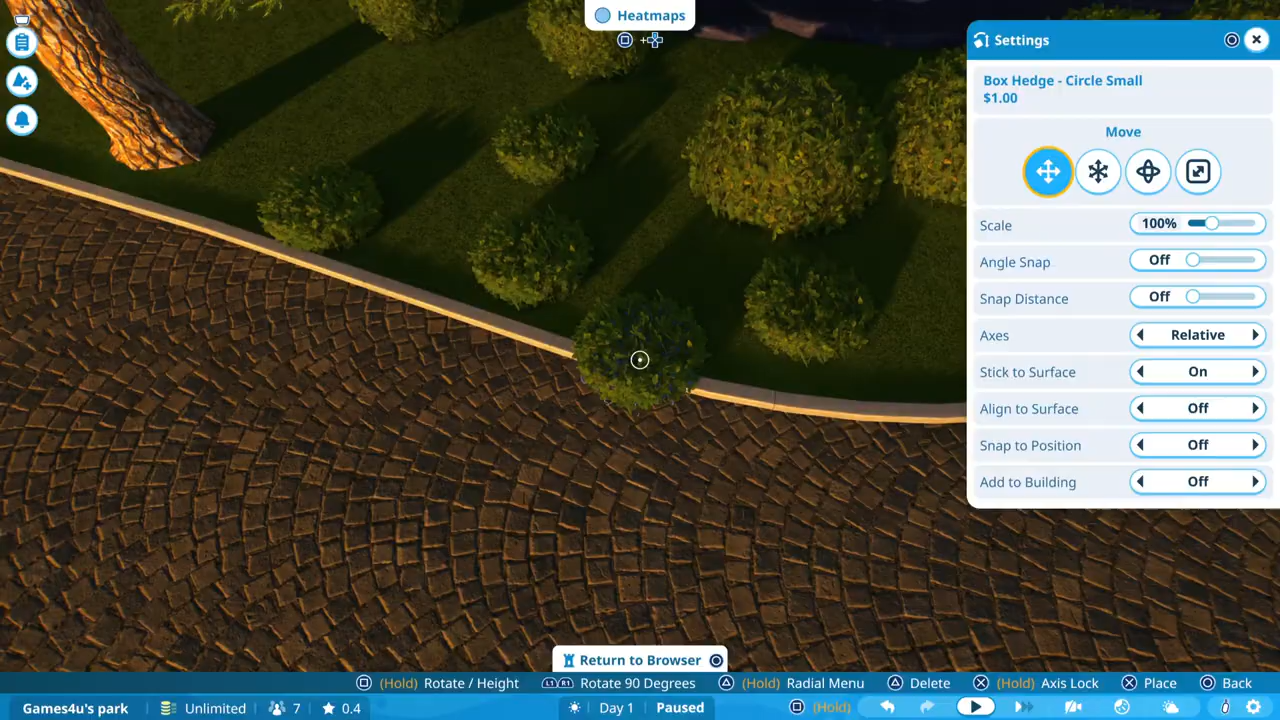 Heatmaps
+
Settings
Box Hedge - Circle Small
$1.00
Move
Scale 100%
Angle Snap Off
Snap Distance Off
Axes Relative
Stick to Surface On
Align to Surface Off
Snap to Position Off
Add to Building Off
Return to Browser
(Hold) Rotate / Height L1 R1 Rotate 90 Degrees (Hold) Radial Menu Delete (Hold) Axis Lock Place Back
Games4u's park Unlimited 7 0.4 Day 1 Paused (Hold)